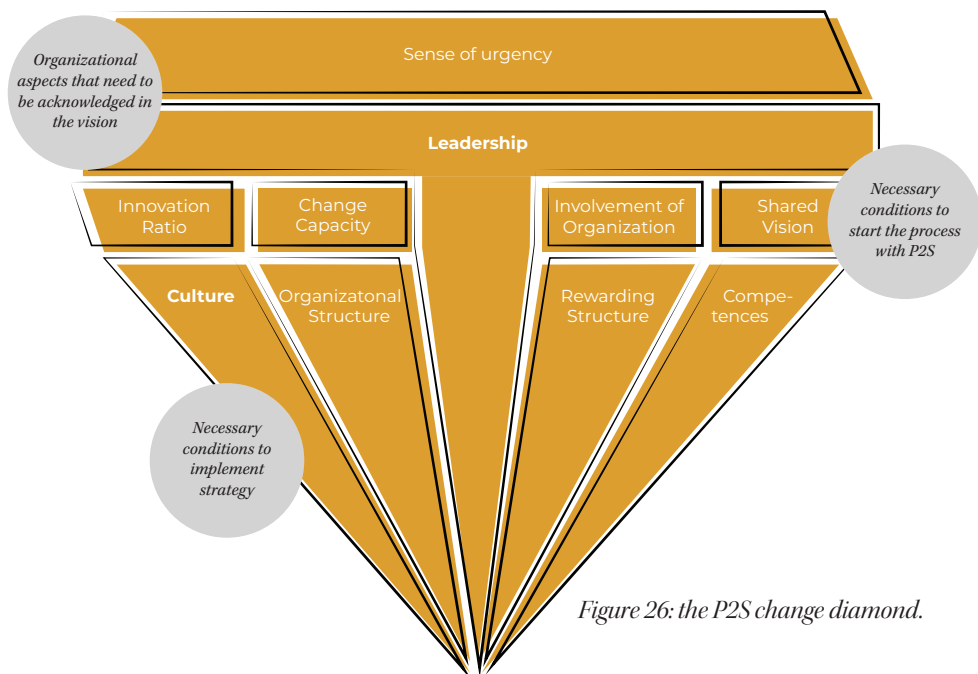 Sense of urgency
Organizational
aspects that need to
be acknowledged in
the vision
Leadership
Necessary
conditions to
start the process
with P2S
Innovation
Ratio
Change
Capacity
Involvement of
Organization
Shared
Vision
Culture
Organizatonal
Structure
Rewarding
Structure
Compe-
tences
Necessary
conditions to
implement
strategy
Figure 26: the P2S change diamond.